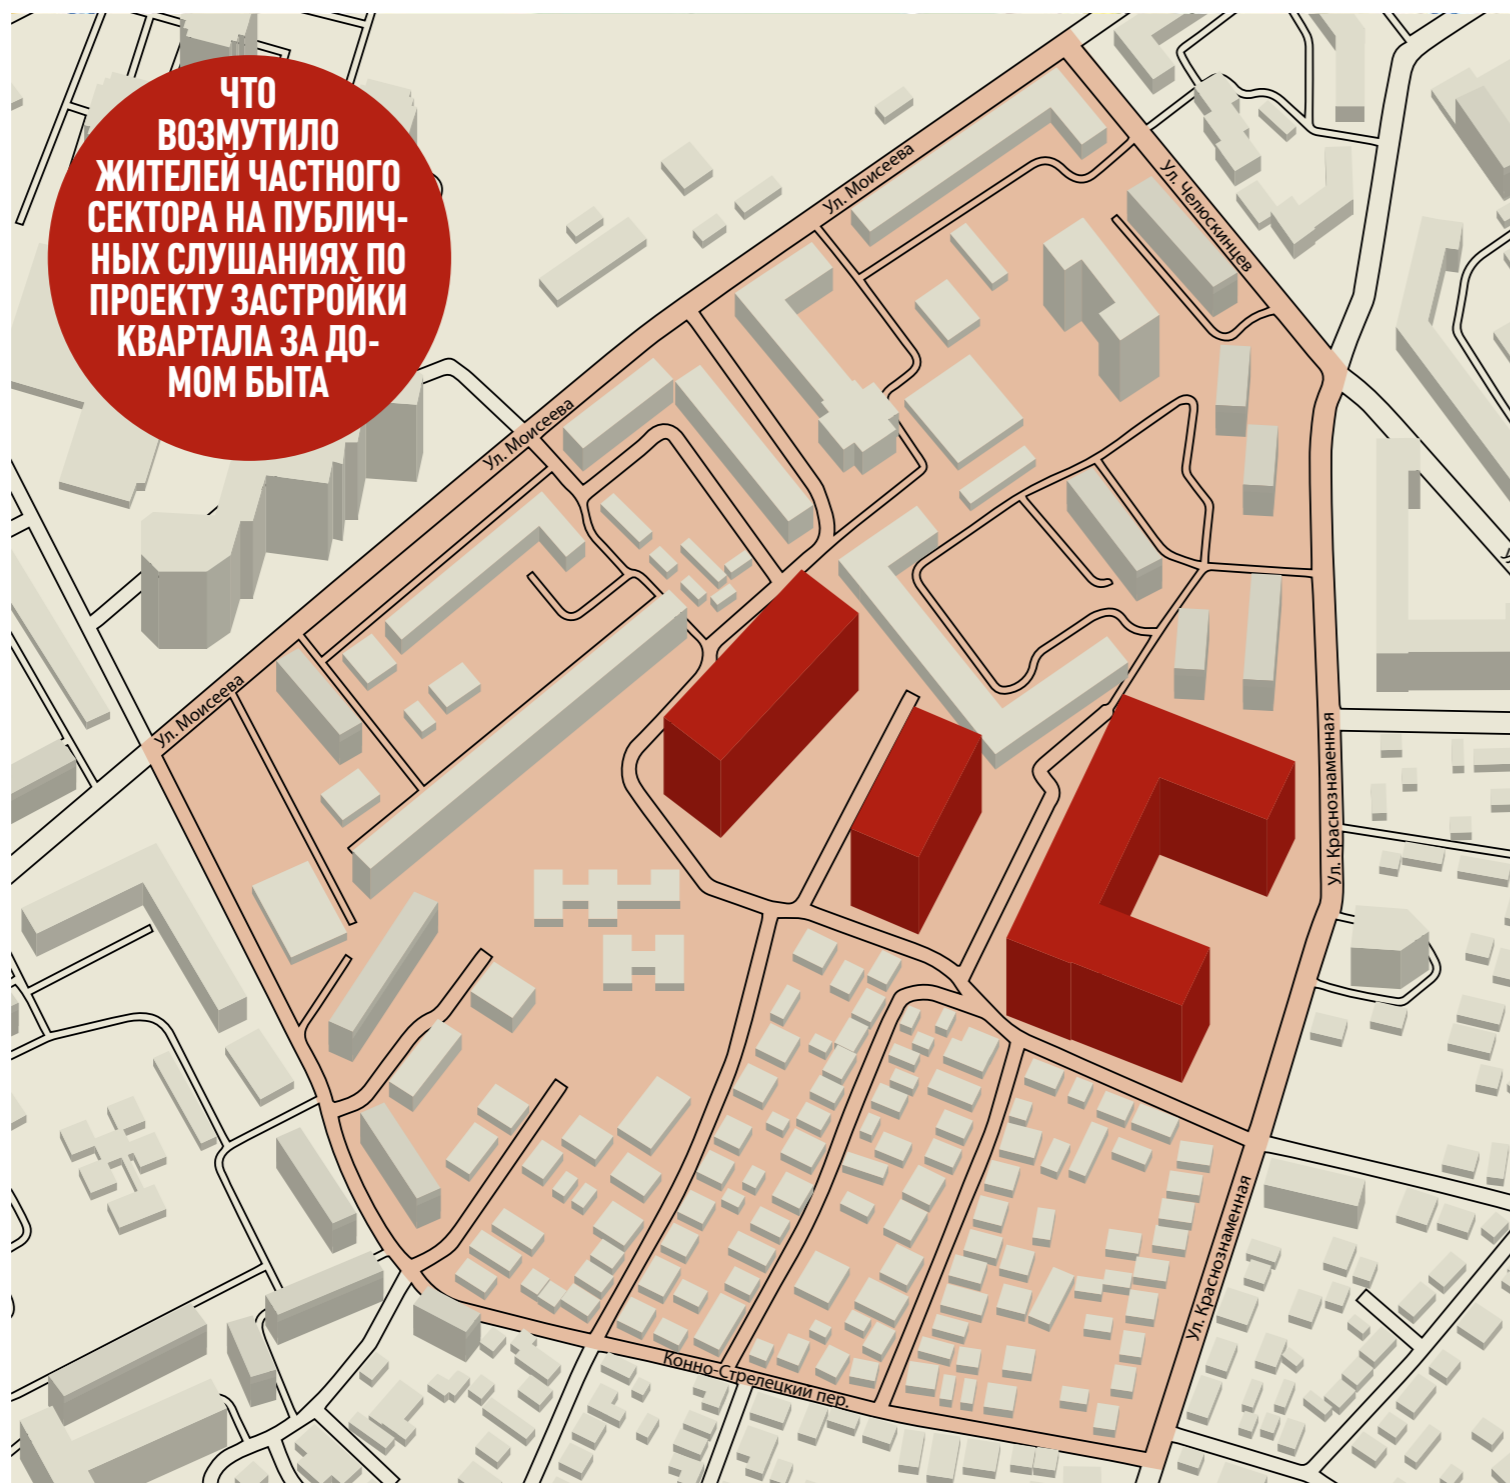 ЧТО
ВОЗМУТИЛО
ЖИТЕЛЕЙ ЧАСТНОГО
СЕКТОРА НА ПУБЛИЧ-
НЫХ СЛУШАНИЯХ ПО
ПРОЕКТУ ЗАСТРОЙКИ
КВАРТАЛА ЗА ДО-
МОМ БЫТА
Ул. Моисеева
Ул. Челюскинцев
Ул. Моисеева
Ул. Моисеева
Ул. Краснознаменная
Ул. Краснознаменная
Конно-Стрелецкий пер.